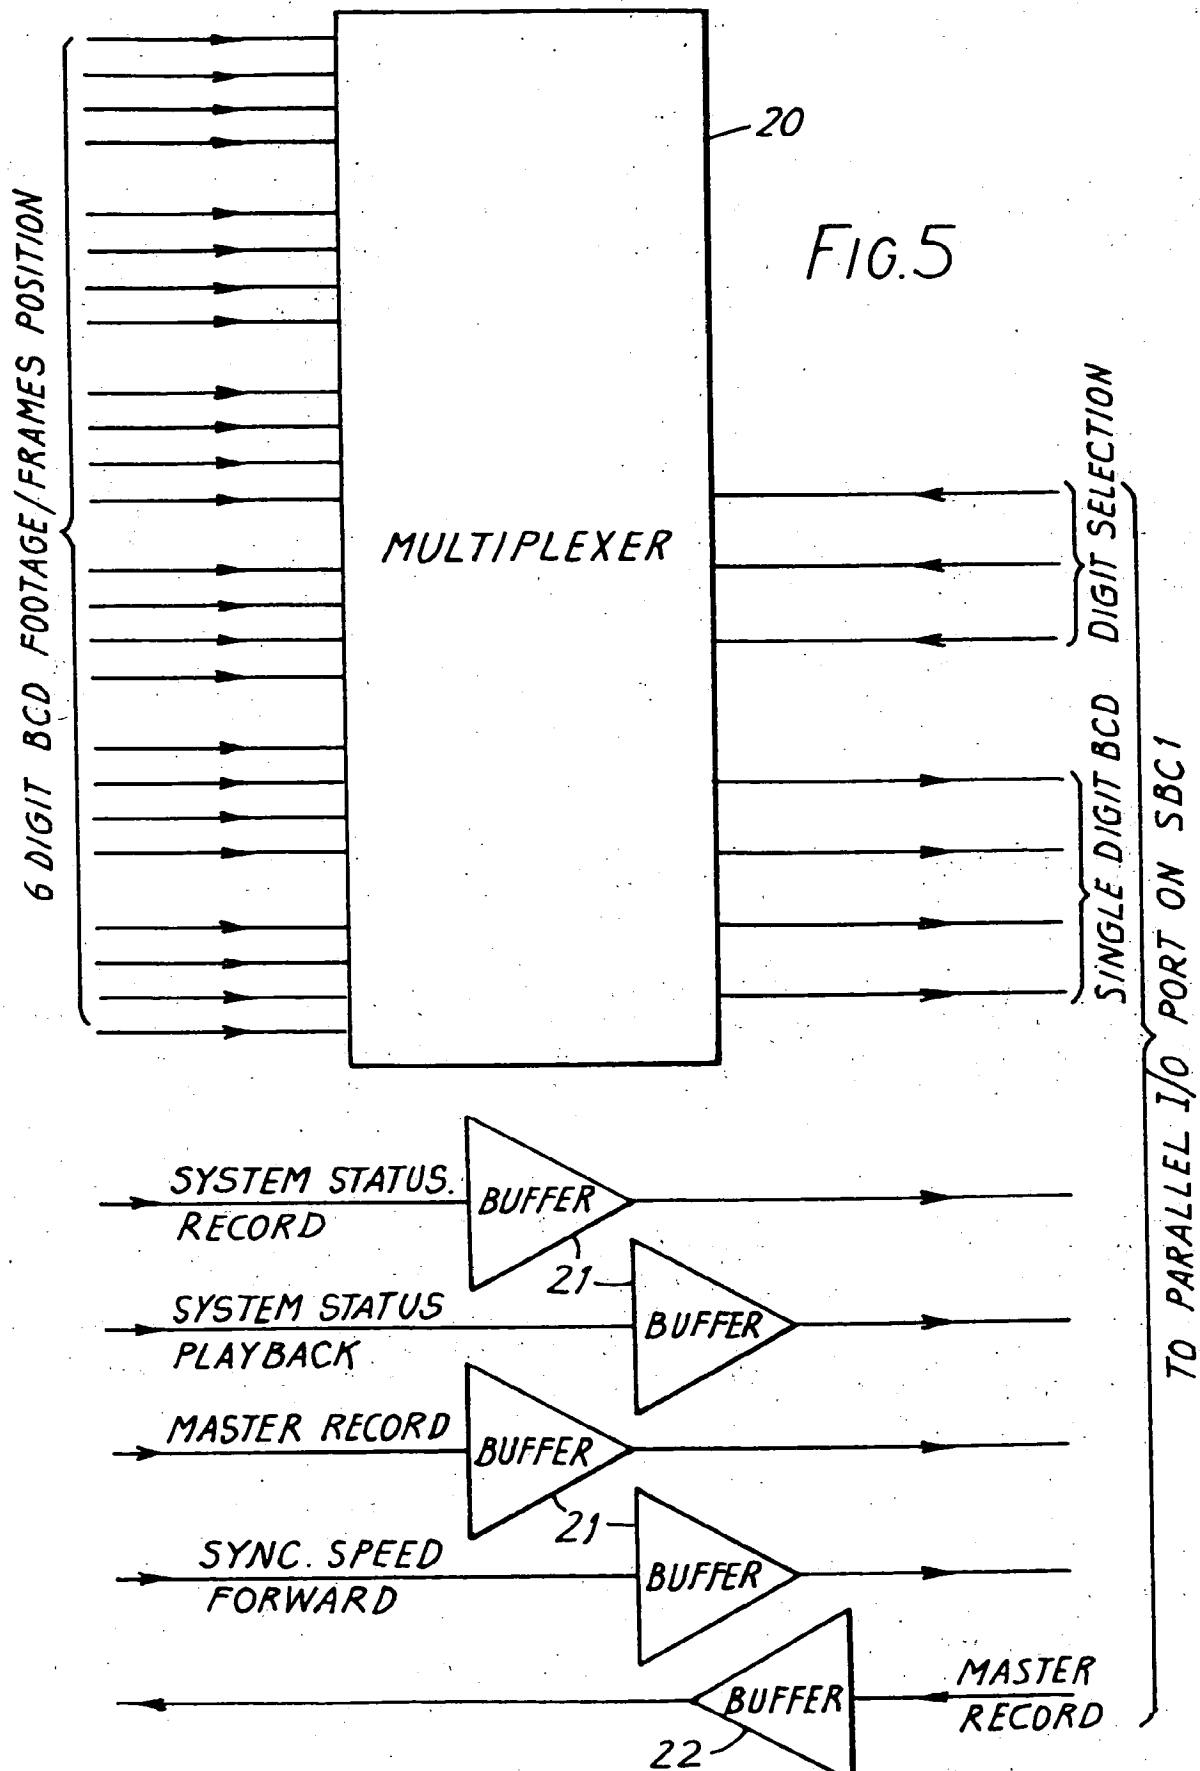 20
FIG.5
6 DIGIT BCD FOOTAGE/FRAMES POSITION
MULTIPLEXER
DIGIT SELECTION
SINGLE DIGIT BCD
TO PARALLEL I/O PORT ON SBC1
SYSTEM STATUS.
RECORD
BUFFER
21
SYSTEM STATUS
PLAYBACK
BUFFER
MASTER RECORD
BUFFER
21
SYNC. SPEED
FORWARD
BUFFER
BUFFER
MASTER
RECORD
22